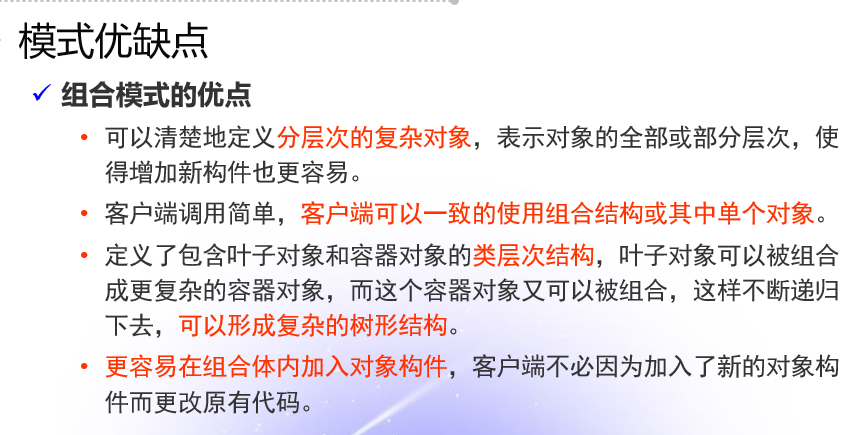 模式优缺点
✓ 组合模式的优点
• 可以清楚地定义分层次的复杂对象，表示对象的全部或部分层次，使
得增加新构件也更容易。
• 客户端调用简单，客户端可以一致的使用组合结构或其中单个对象。
• 定义了包含叶子对象和容器对象的类层次结构，叶子对象可以被组合
成更复杂的容器对象，而这个容器对象又可以被组合，这样不断递归
下去，可以形成复杂的树形结构。
• 更容易在组合体内加入对象构件，客户端不必因为加入了新的对象构
件而更改原有代码。